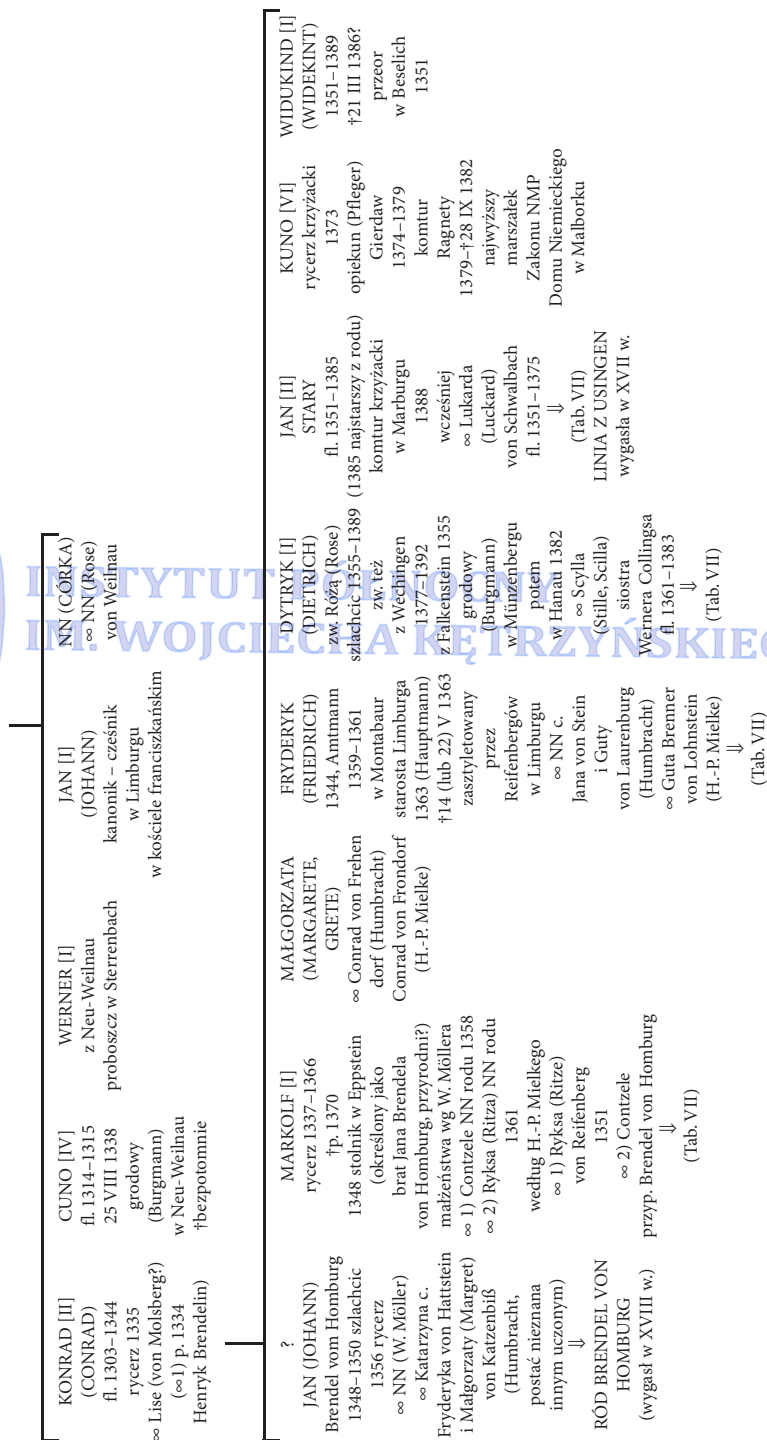 KONRAD [II]
(CONRAD)
fl. 1303–1344
rycerz 1335
∞ Lise (von Molsberg?)
(∞1) p. 1334
Henryk Brendelin)
CUNO [IV]
fl. 1314–1315
25 VIII 1338
grodowy
(Burgmann)
w Neu-Weilnau
†bezpotomnie
WERNER [I]
z Neu-Weilnau
proboszcz w Sterrenbach
JAN [I]
(JOHANN)
kanonik – cześnik
w Limburgu
w kościele franciszkańskim
NN (CÓRKA)
∞ NN (Rose)
von Weilnau
?
JAN (JOHANN)
Brendel vom Homburg
1348–1350 szlachcic
1356 rycerz
∞ NN (W. Möller)
∞ Katarzyna c.
Fryderyka von Hattstein
i Małgorzaty (Margret)
von Katzenbiß
(Humbracht,
postać nieznana
innym uczonym)
⇓
RÓD BRENDEL VON
HOMBURG
(wygasł w XVIII w.)
MARKOLF [I]
rycerz 1337–1366
†p. 1370
1348 stolnik w Eppstein
(określony jako
brat Jana Brendela
von Homburg, przyrodni?)
małżeństwa wg W. Möllera
∞ 1) Contzele NN rodu 1358
∞ 2) Ryksa (Ritza) NN rodu
1361
według H.-P. Mielkego
∞ 1) Ryksa (Ritze)
von Reifenberg
1351
∞ 2) Contzele
przyp. Brendel von Homburg
⇓
(Tab. VII)
MAŁGORZATA
(MARGARETE,
GRETE)
∞ Conrad von Frehen
dorf (Humbracht)
Conrad von Frondorf
(H.-P. Mielke)
FRYDERYK
(FRIEDRICH)
1344, Amtmann
1359–1361
w Montabaur
starosta Limburga
1363 (Hauptmann)
†14 (lub 22) V 1363
zasztyletowany
przez
Reifenbergów
w Limburgu
∞ NN c.
Jana von Stein
i Guty
von Laurenburg
(Humbracht)
∞ Guta Brenner
von Lohnstein
(H.-P. Mielke)
⇓
(Tab. VII)
DYTRYK [I]
(DIETRICH)
zw. Różą (Rose)
szlachcic 1355–1389
zw. też
z Wechingen
1377–1392
z Falkenstein 1355
grodowy
(Burgmann)
w Münzenbergu
potem
w Hanau 1382
∞ Scylla
(Stille, Scilla)
siostra
Wernera Collingsa
fl. 1361–1383
⇓
(Tab. VII)
JAN [II]
STARY
fl. 1351–1385
(1385 najstarszy z rodu)
komtur krzyżacki
w Marburgu
1388
wcześniej
∞ Lukarda
(Luckard)
von Schwalbach
fl. 1351–1375
⇓
(Tab. VII)
LINIA Z USINGEN
wygasła w XVII w.
KUNO [VI]
rycerz krzyżacki
1373
opiekun (Pfleger)
Gierdaw
1374–1379
komtur
Ragnety
1379–†28 IX 1382
najwyższy
marszałek
Zakonu NMP
Domu Niemieckiego
w Malborku
WIDUKIND [I]
(WIDEKINT)
1351–1389
†21 III 1386?
przeor
w Beselich
1351
INSTYTUT PÓŁNOCNY
IM. WOJCIECHA KĘTRZYŃSKIEGO